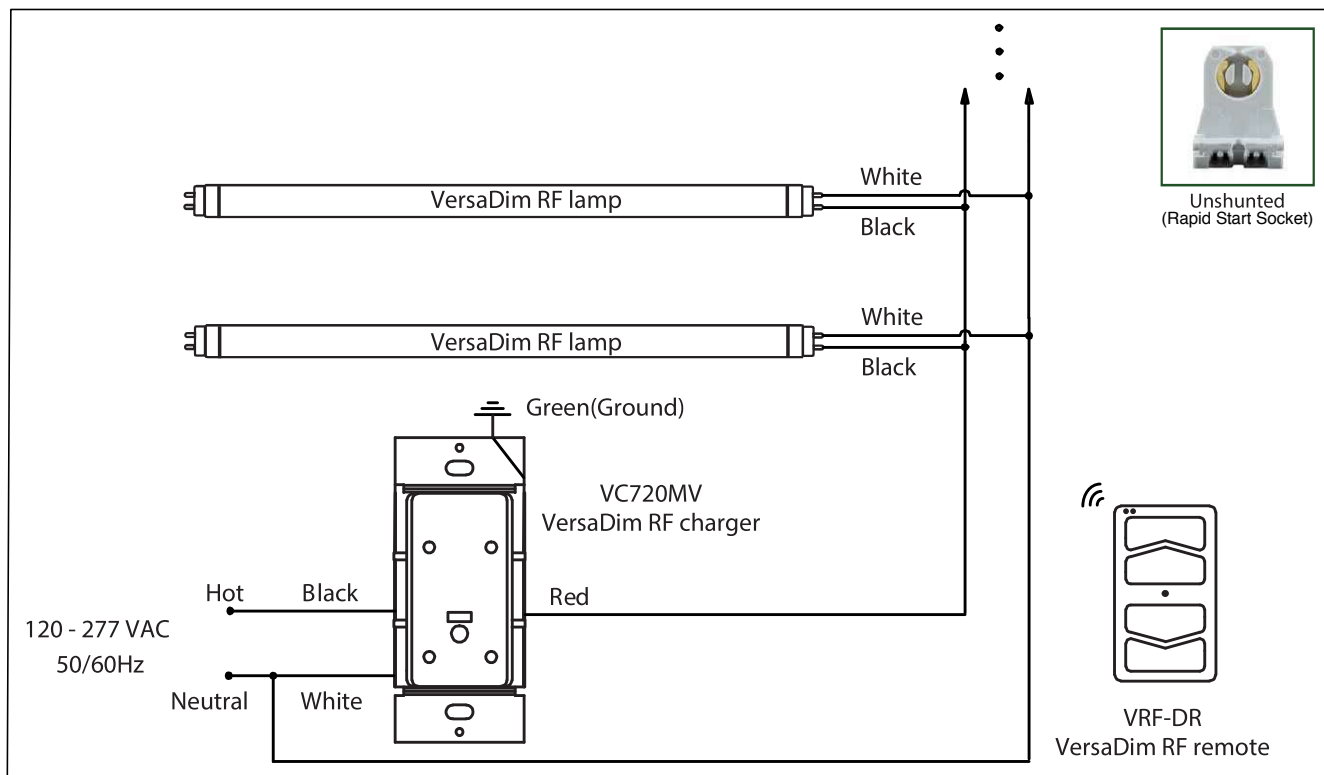 White
VersaDim RF lamp
Black
Unshunted
(Rapid Start Socket)
White
VersaDim RF lamp
Black
Green(Ground)
VC720MV
VersaDim RF charger
Hot
Black
Red
120 - 277 VAC
50/60Hz
Neutral
White
VRF-DR
VersaDim RF remote